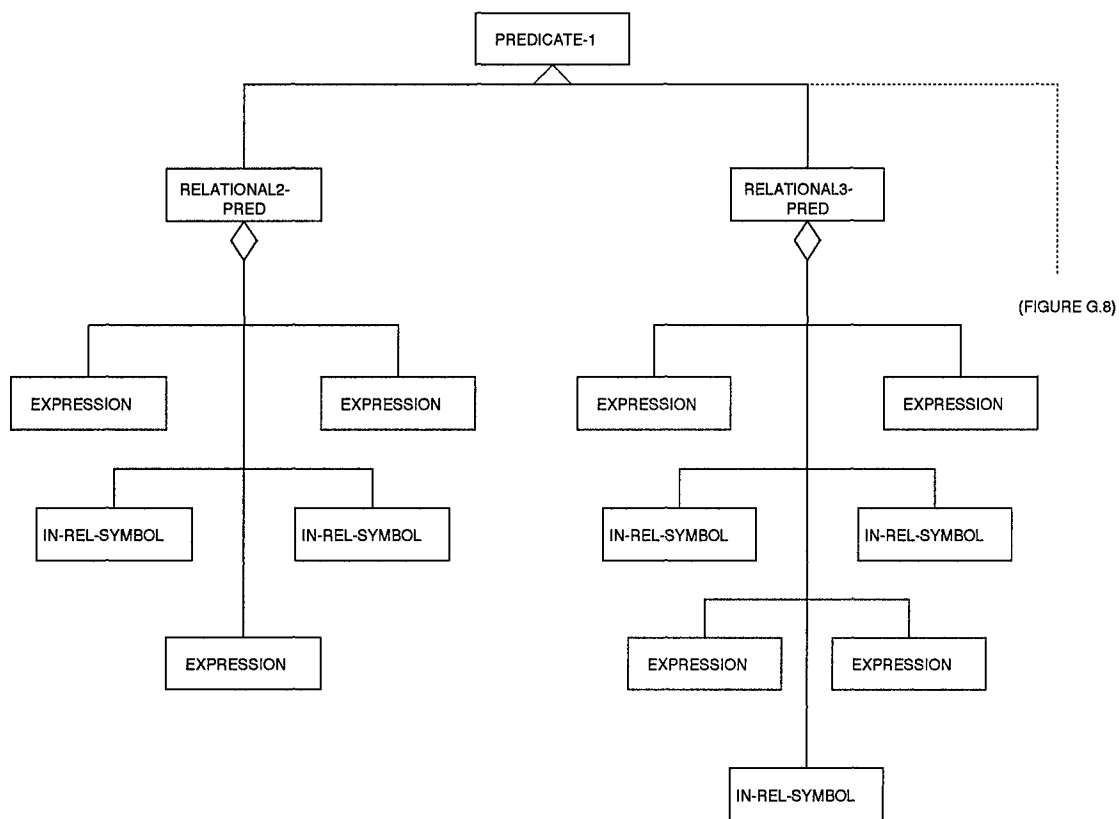 PREDICATE-1
RELATIONAL2-
PRED
RELATIONAL3-
PRED
(FIGURE G.8)
EXPRESSION
EXPRESSION
EXPRESSION
EXPRESSION
IN-REL-SYMBOL
IN-REL-SYMBOL
IN-REL-SYMBOL
IN-REL-SYMBOL
EXPRESSION
EXPRESSION
EXPRESSION
IN-REL-SYMBOL